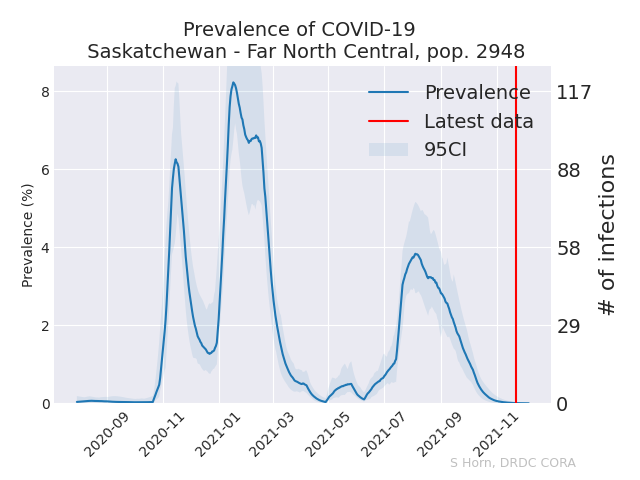 Prevalence of COVID-19
Saskatchewan - Far North Central, pop. 2948
Prevalence
Latest data
95CI
Prevalence (%)
8
6
4
2
0
117
88
58
29
0
# of infections
2020-09
2020-11
2021-01
2021-03
2021-05
2021-07
2021-09
2021-11
S Horn, DRDC CORA